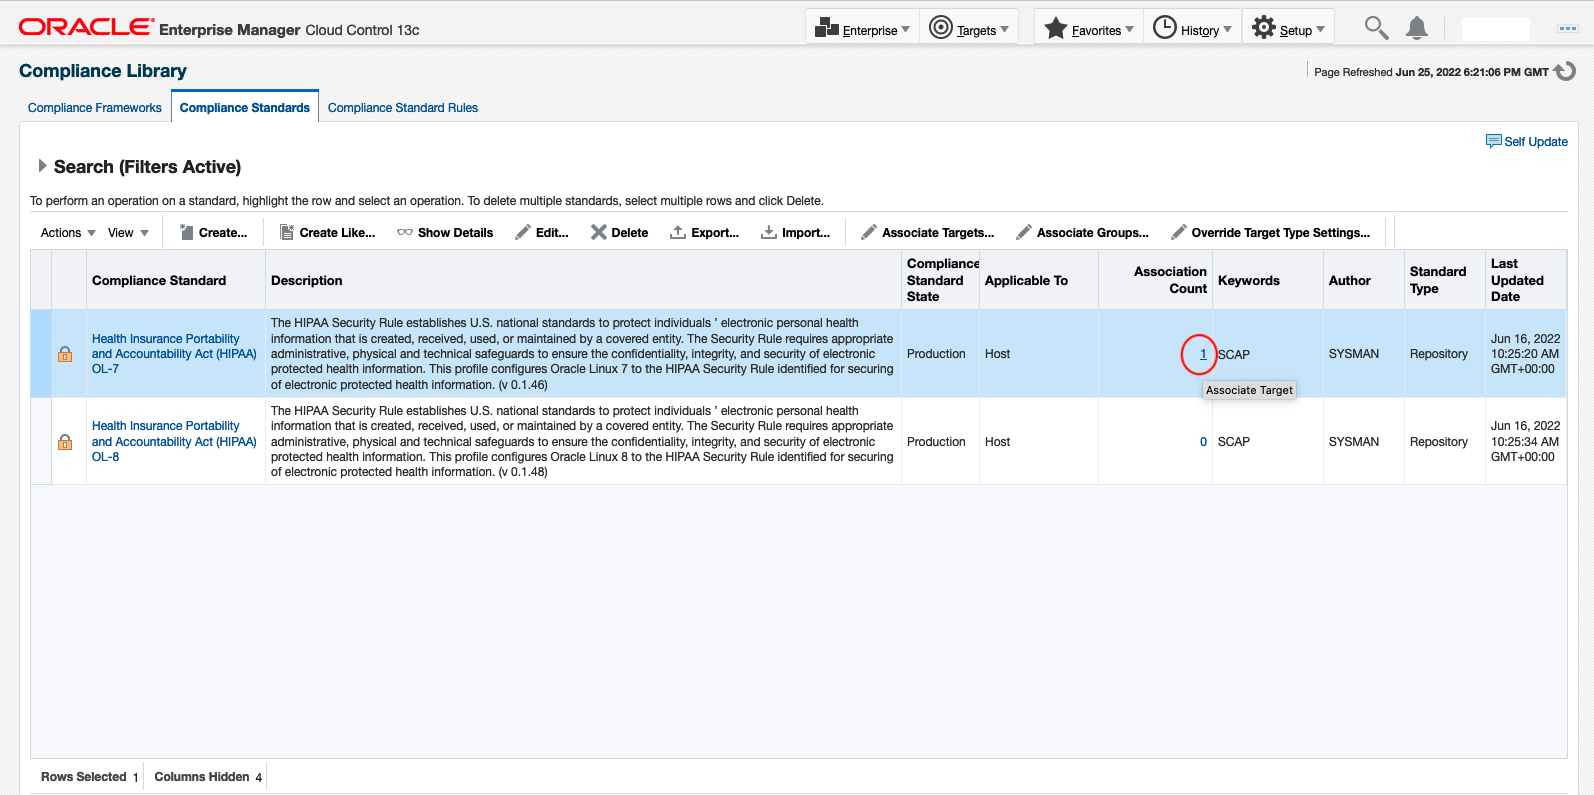 ORACLE Enterprise Manager Cloud Control 13c
Enterprise Targets Favorites History Setup
Compliance Library
Page Refreshed Jun 25, 2022 6:21:06 PM GMT
Compliance Frameworks Compliance Standards Compliance Standard Rules
Self Update
Search (Filters Active)
To perform an operation on a standard, highlight the row and select an operation. To delete multiple standards, select multiple rows and click Delete.
Actions View Create... Create Like... Show Details Edit... Delete Export... Import... Associate Targets... Associate Groups... Override Target Type Settings...
Compliance Standard
Description
Compliance
Standard
State
Applicable To
Association
Count
Keywords
Author
Standard
Type
Last
Updated
Date
Health Insurance Portability
and Accountability Act (HIPAA)
OL-7
The HIPAA Security Rule establishes U.S. national standards to protect individuals ’ electronic personal health
information that is created, received, used, or maintained by a covered entity. The Security Rule requires appropriate
administrative, physical and technical safeguards to ensure the confidentiality, integrity, and security of electronic
protected health information. This profile configures Oracle Linux 7 to the HIPAA Security Rule identified for securing
of electronic protected health information. (v 0.1.46)
Production
Host
1
SCAP
SYSMAN
Repository
Jun 16, 2022
10:25:20 AM
GMT+00:00
Associate Target
Health Insurance Portability
and Accountability Act (HIPAA)
OL-8
The HIPAA Security Rule establishes U.S. national standards to protect individuals ’ electronic personal health
information that is created, received, used, or maintained by a covered entity. The Security Rule requires appropriate
administrative, physical and technical safeguards to ensure the confidentiality, integrity, and security of electronic
protected health information. This profile configures Oracle Linux 8 to the HIPAA Security Rule identified for securing
of electronic protected health information. (v 0.1.48)
Production
Host
0
SCAP
SYSMAN
Repository
Jun 16, 2022
10:25:34 AM
GMT+00:00
Rows Selected 1 Columns Hidden 4